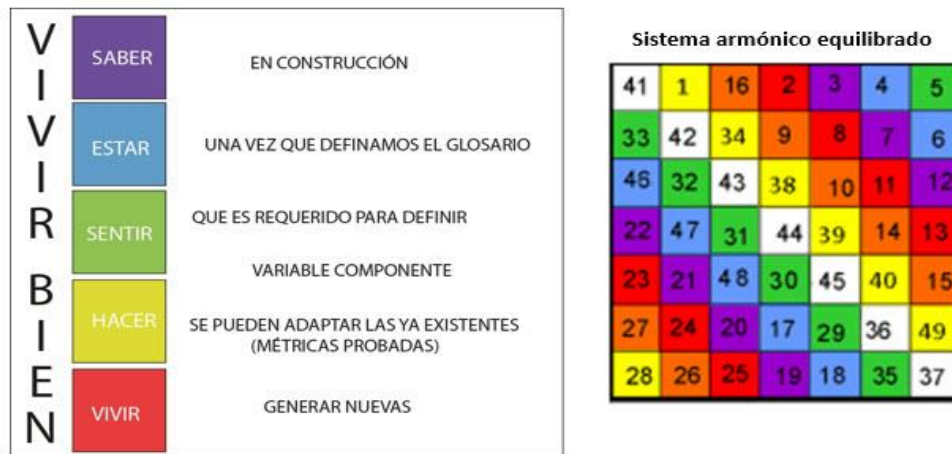 VIVIR BIEN
SABER
EN CONSTRUCCIÓN
ESTAR
UNA VEZ QUE DEFINAMOS EL GLOSARIO
SENTIR
QUE ES REQUERIDO PARA DEFINIR
VARIABLE COMPONENTE
HACER
SE PUEDEN ADAPTAR LAS YA EXISTENTES
(MÉTRICAS PROBADAS)
VIVIR
GENERAR NUEVAS
Sistema armónico equilibrado
41 1 16 2 3 4 5
33 42 34 9 8 7 6
46 32 43 38 10 11 12
22 47 31 44 39 14 13
23 21 48 30 45 40 15
27 24 20 17 29 36 49
28 26 25 19 18 35 37